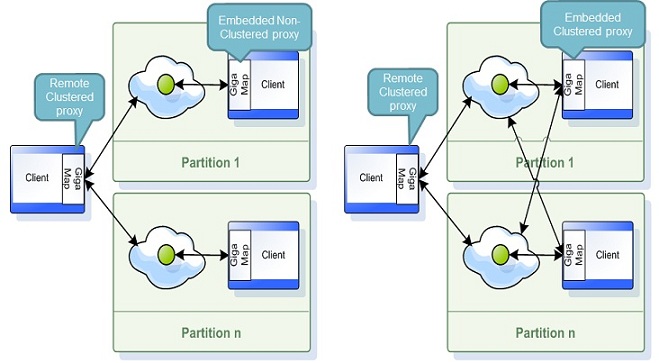 Embedded Non-
Clustered proxy
Giga
Map
Client
Partition 1
Remote
Clustered
proxy
Client
Giga
Map
Giga
Map
Client
Partition n
Embedded
Clustered proxy
Giga
Map
Client
Partition 1
Remote
Clustered
proxy
Client
Giga
Map
Giga
Map
Client
Partition n